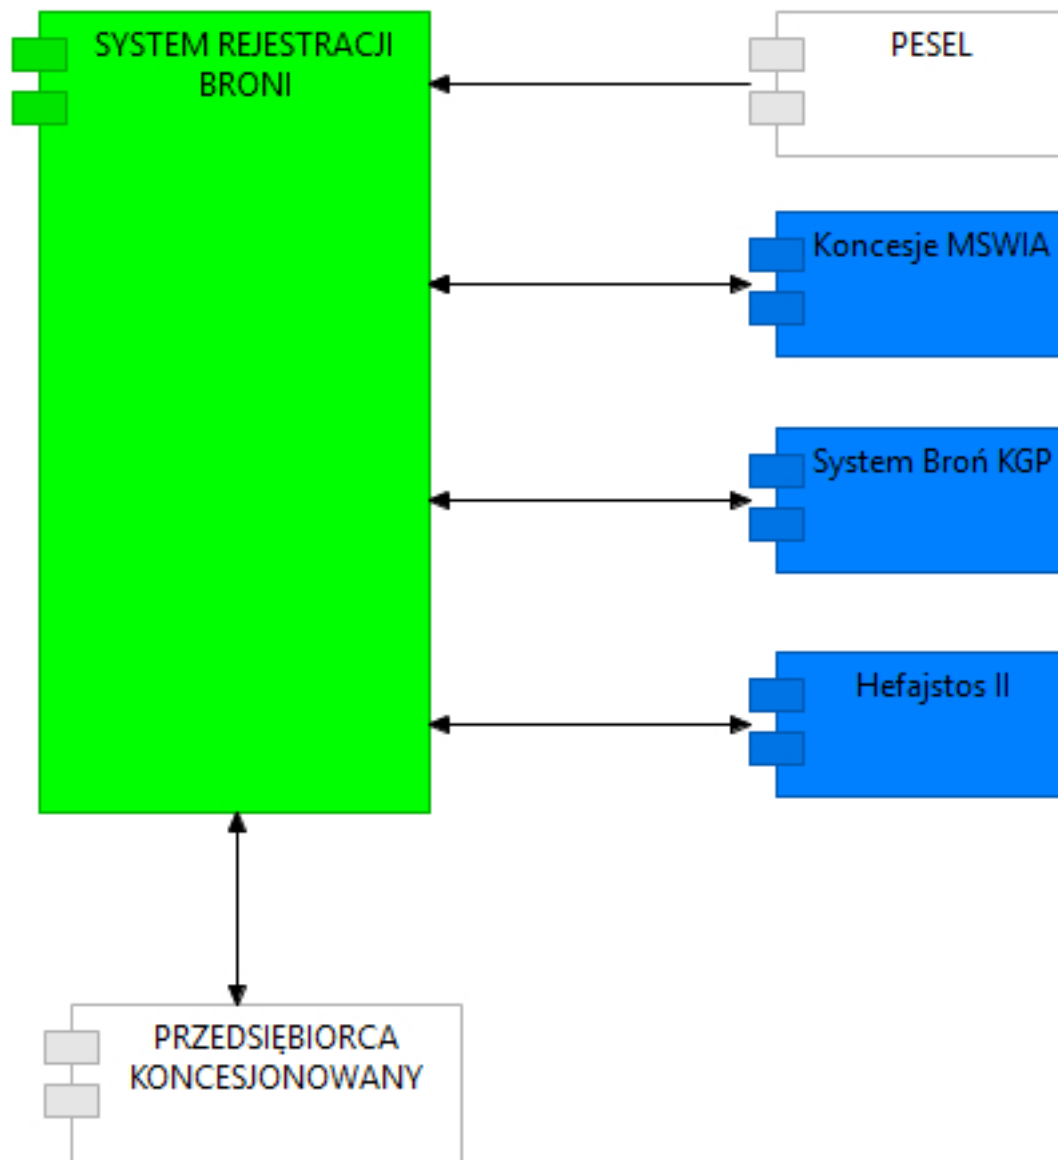 SYSTEM REJESTRACJI
BRONI
PESEL
Koncesje MSWIA
System Broń KGP
Hefajstos II
PRZEDSIĘBIORCA
KONCESJONOWANY